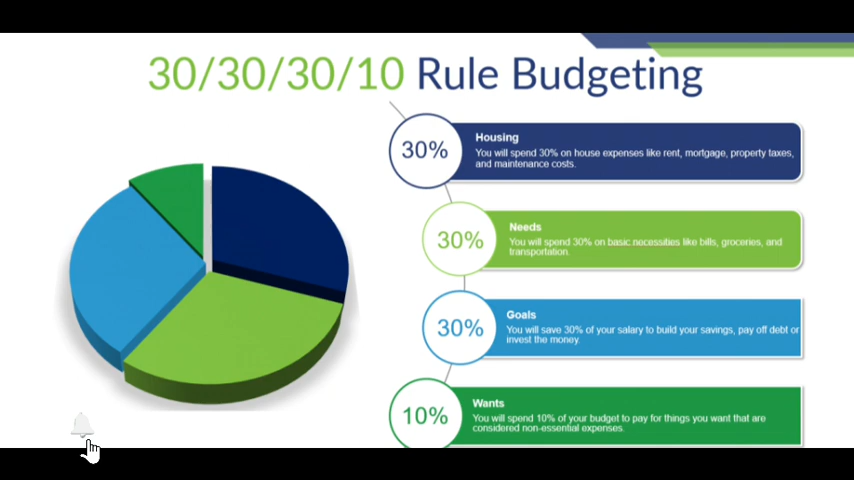 30/30/30/10 Rule Budgeting
30%
Housing
You will spend 30% on house expenses like rent, mortgage, property taxes,
and maintenance costs.
30%
Needs
You will spend 30% on basic necessities like bills, groceries, and
transportation.
30%
Goals
You will save 30% of your salary to build your savings, pay off debt or
invest the money.
10%
Wants
You will spend 10% of your budget to pay for things you want that are
considered non-essential expenses.